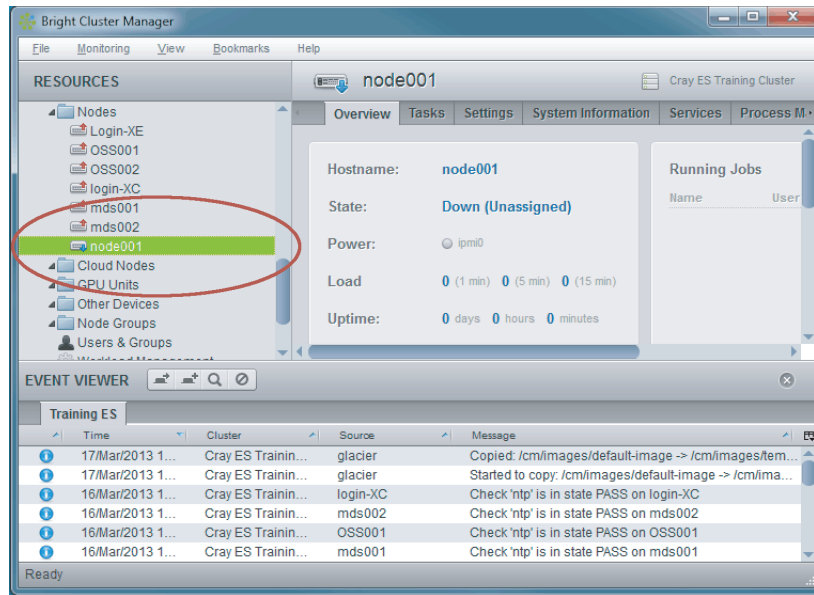 Bright Cluster Manager
File Monitoring View Bookmarks Help
RESOURCES
Nodes
Login-XE
OSS001
OSS002
login-XC
mds001
mds002
node001
Cloud Nodes
GPU Units
Other Devices
Node Groups
Users & Groups
Workload Management
node001
Cray ES Training Cluster
Overview Tasks Settings System Information Services Process M
Hostname: node001
State: Down (Unassigned)
Power: ipmi0
Load 0 (1 min) 0 (5 min) 0 (15 min)
Uptime: 0 days 0 hours 0 minutes
Running Jobs
Name User
EVENT VIEWER
Training ES
Time Cluster Source Message
17/Mar/2013 1... Cray ES Trainin... glacier Copied: /cm/images/default-image -> /cm/images/tem...
17/Mar/2013 1... Cray ES Trainin... glacier Started to copy: /cm/images/default-image -> /cm/ima...
16/Mar/2013 1... Cray ES Trainin... login-XC Check 'ntp' is in state PASS on login-XC
16/Mar/2013 1... Cray ES Trainin... mds002 Check 'ntp' is in state PASS on mds002
16/Mar/2013 1... Cray ES Trainin... OSS001 Check 'ntp' is in state PASS on OSS001
16/Mar/2013 1... Cray ES Trainin... mds001 Check 'ntp' is in state PASS on mds001
Ready